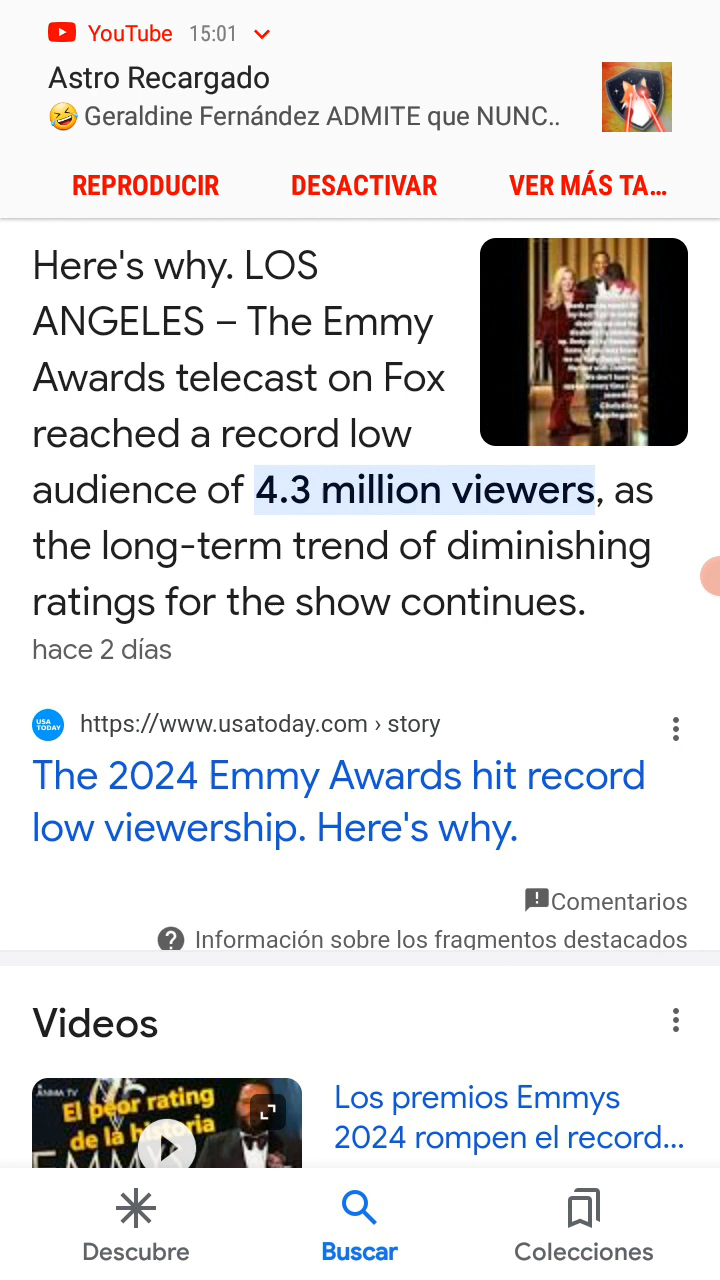 YouTube 15:01
Astro Recargado
🤣 Geraldine Fernández ADMITE que NUNC..
REPRODUCIR DESACTIVAR VER MÁS TA...
Here's why. LOS
ANGELES – The Emmy
Awards telecast on Fox
reached a record low
audience of 4.3 million viewers, as
the long-term trend of diminishing
ratings for the show continues.
hace 2 días
USA TODAY https://www.usatoday.com › story
The 2024 Emmy Awards hit record
low viewership. Here's why.
Comentarios
Información sobre los fragmentos destacados
Videos
El peor rating
de la historia
EMM
Los premios Emmys
2024 rompen el record...
Descubre Buscar Colecciones